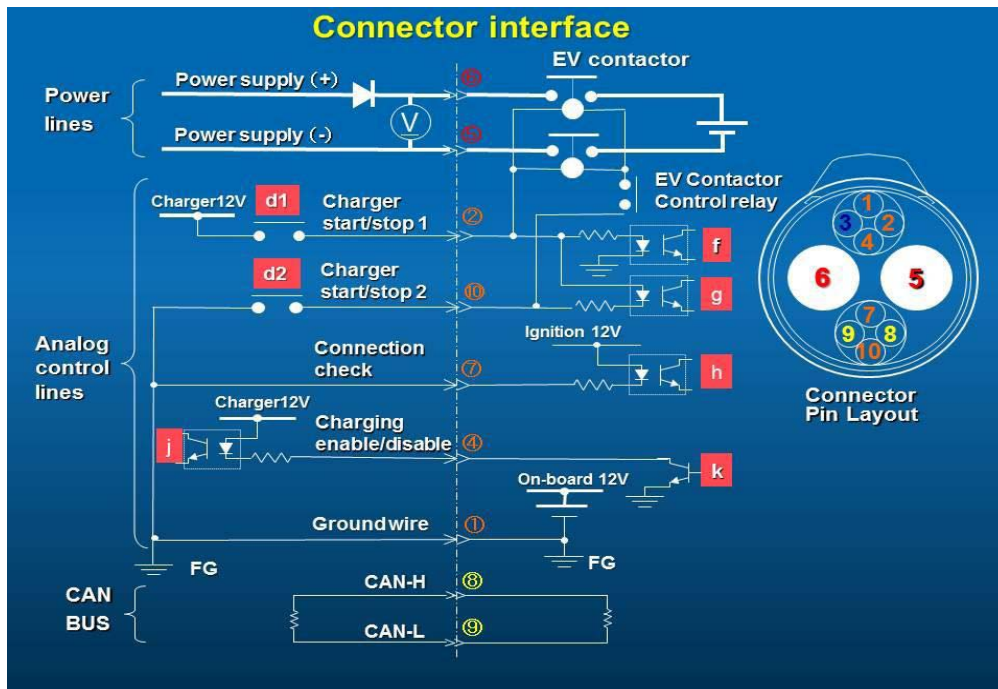 Connector interface
EV contactor
Power supply (+)
⑥
Power
lines
V
Power supply (-)
⑤
EV Contactor
Control relay
Charger12V
d1
Charger
start/stop 1
②
f
d2
Charger
start/stop 2
⑩
g
Analog
control
lines
Ignition 12V
Connection
check
⑦
h
Charger12V
Charging
enable/disable
④
j
k
On-board 12V
Ground wire
①
FG
FG
CAN
BUS
CAN-H
⑧
CAN-L
⑨
1
3
2
4
6
5
7
9
8
10
Connector
Pin Layout